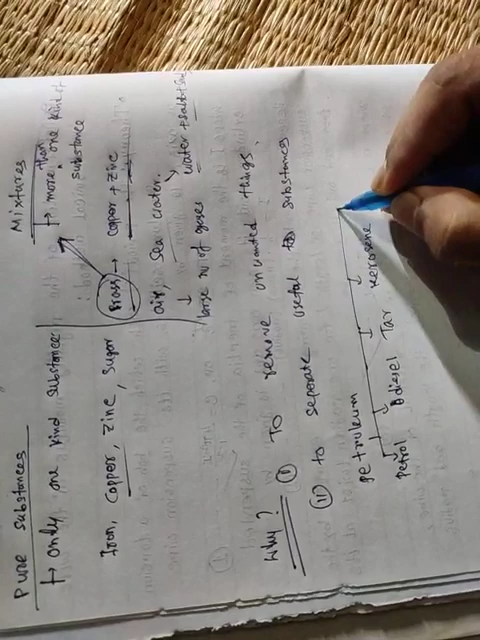 Pure Substances
→ only one kind substance
Iron, Copper, Zinc, Sugar
Mixtures
→ more than one kind of
substance
Brass → Copper + Zinc
air, Sea water.
large no of gases
water + salt +
Why? (i) To remove unwanted things.
(ii) to separate usefal substances
petroleum
petrol diesel Tar kerosene